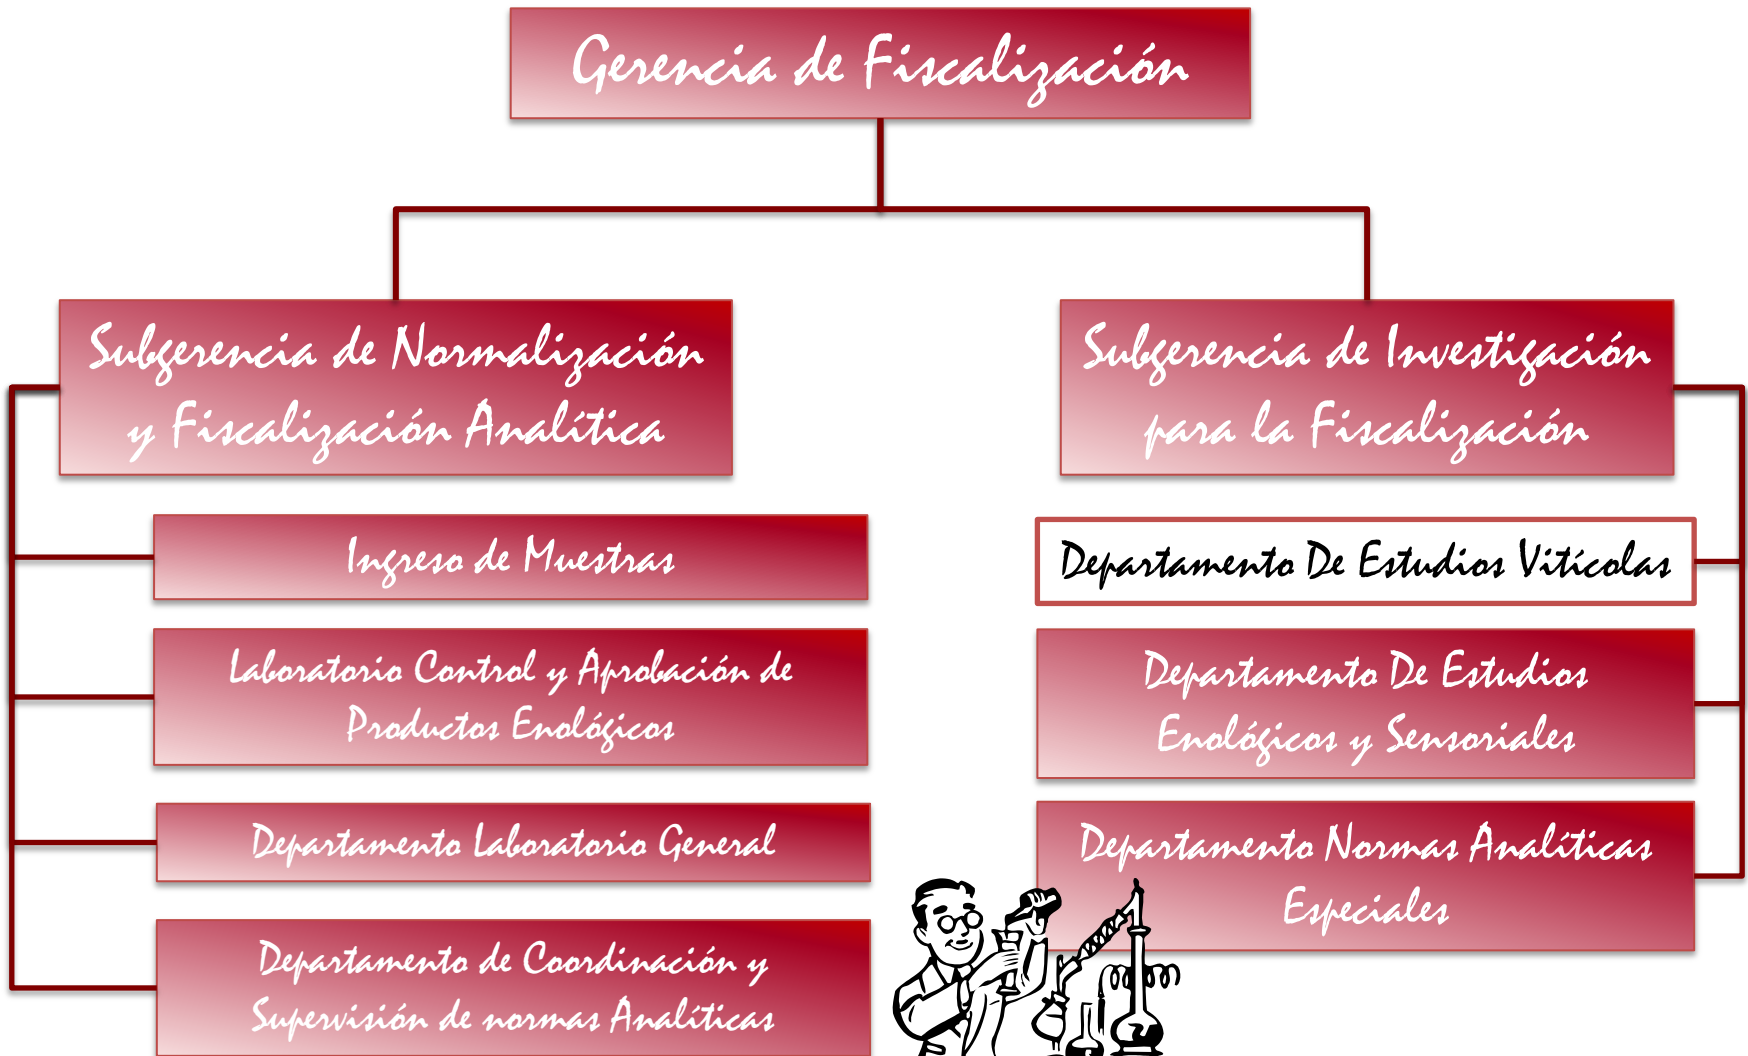 Gerencia de Fiscalización
Subgerencia de Normalización
y Fiscalización Analítica
Ingreso de Muestras
Laboratorio Control y Aprobación de
Productos Enológicos
Departamento Laboratorio General
Departamento de Coordinación y
Supervisión de normas Analíticas
Subgerencia de Investigación
para la Fiscalización
Departamento De Estudios Vitícolas
Departamento De Estudios
Enológicos y Sensoriales
Departamento Normas Analíticas
Especiales